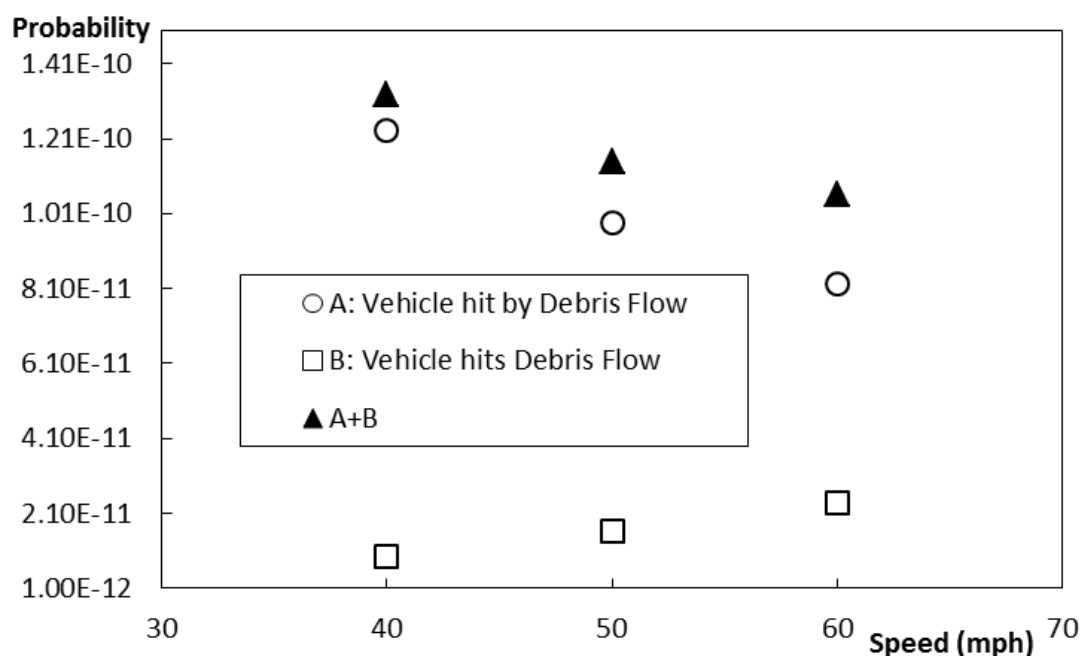 Probability
1.41E-10
1.21E-10
1.01E-10
8.10E-11
6.10E-11
4.10E-11
2.10E-11
1.00E-12
A: Vehicle hit by Debris Flow
B: Vehicle hits Debris Flow
A+B
30 40 50 60 70
Speed (mph)